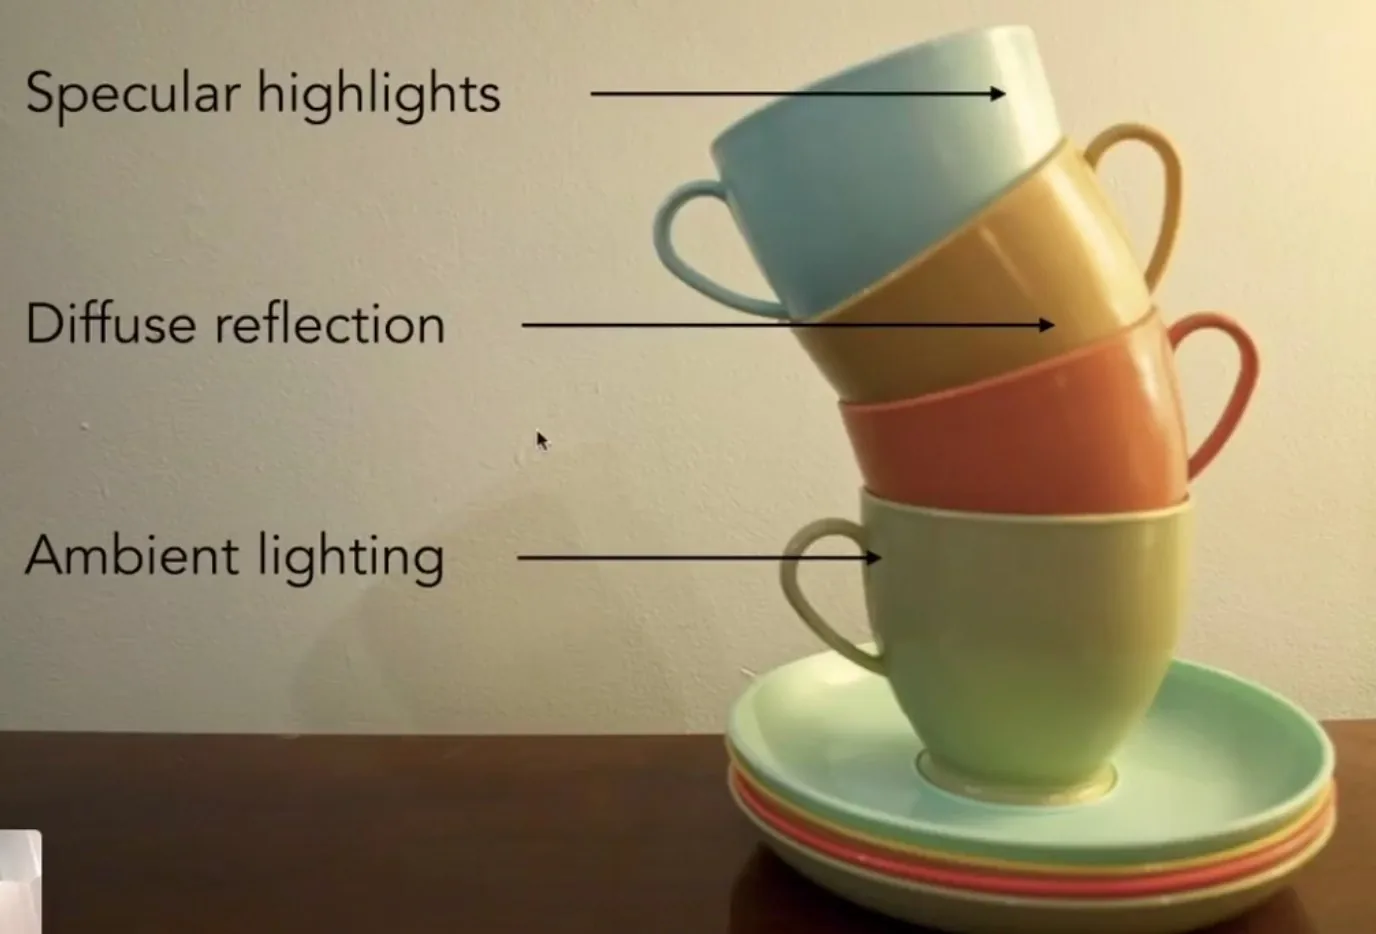 Specular highlights
Diffuse reflection
Ambient lighting